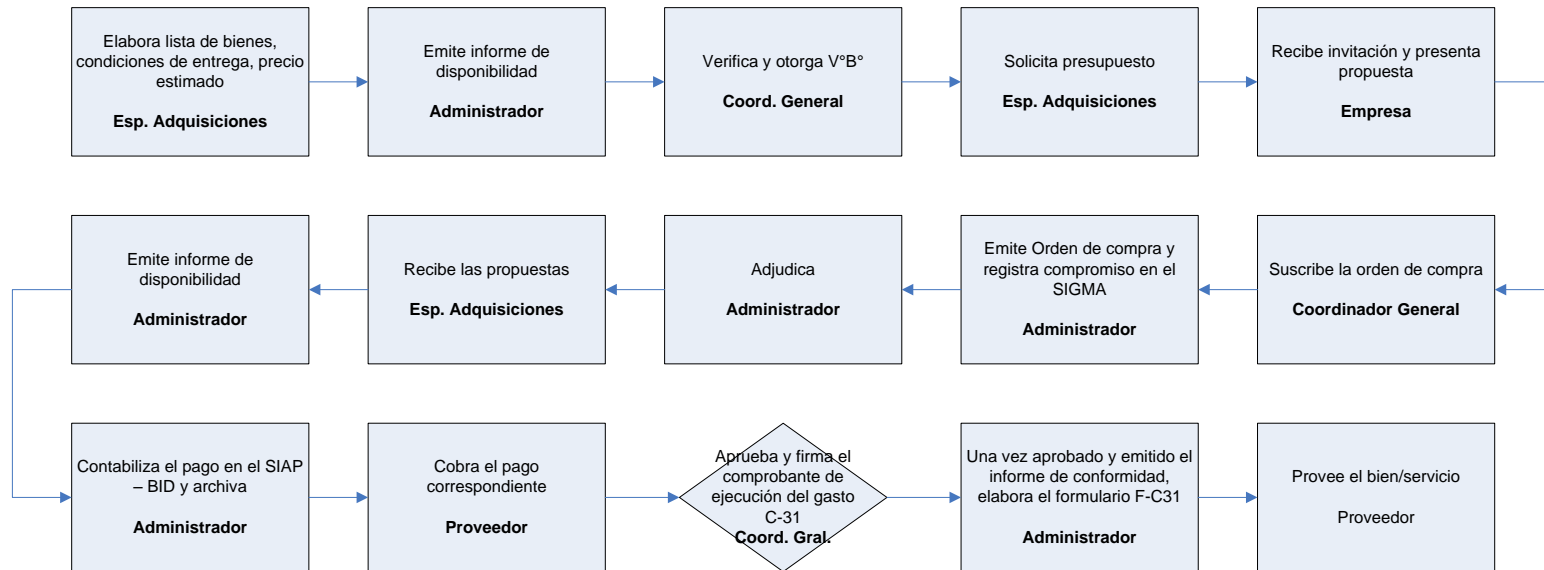 Elabora lista de bienes,
condiciones de entrega, precio
estimado
Esp. Adquisiciones
Emite informe de
disponibilidad
Administrador
Verifica y otorga V°B°
Coord. General
Solicita presupuesto
Esp. Adquisiciones
Recibe invitación y presenta
propuesta
Empresa
Emite informe de
disponibilidad
Administrador
Recibe las propuestas
Esp. Adquisiciones
Adjudica
Administrador
Emite Orden de compra y
registra compromiso en el
SIGMA
Administrador
Suscribe la orden de compra
Coordinador General
Contabiliza el pago en el SIAP
– BID y archiva
Administrador
Cobra el pago
correspondiente
Proveedor
Aprueba y firma el
comprobante de
ejecución del gasto
C-31
Coord. Gral.
Una vez aprobado y emitido el
informe de conformidad,
elabora el formulario F-C31
Administrador
Provee el bien/servicio
Proveedor